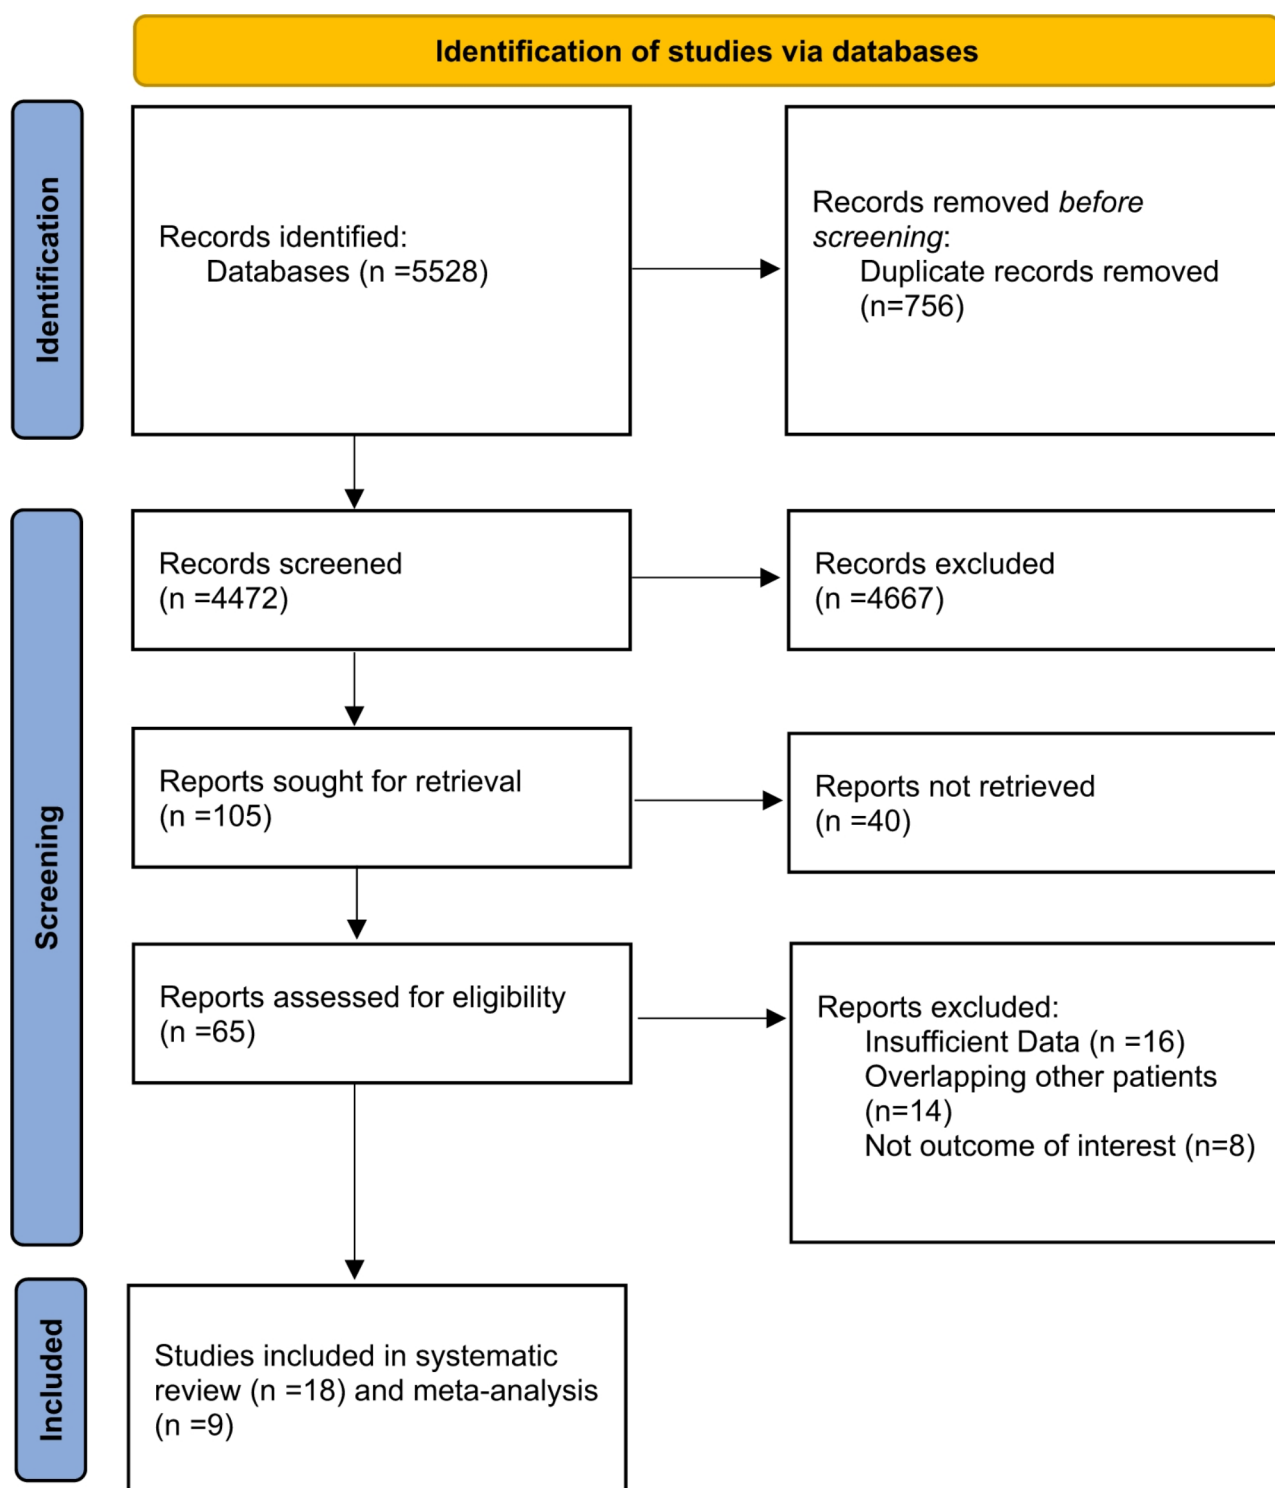 Identification of studies via databases
Identification
Records identified:
Databases (n =5528)
Records removed before
screening:
Duplicate records removed
(n=756)
Screening
Records screened
(n =4472)
Records excluded
(n =4667)
Reports sought for retrieval
(n =105)
Reports not retrieved
(n =40)
Reports assessed for eligibility
(n =65)
Reports excluded:
Insufficient Data (n =16)
Overlapping other patients
(n=14)
Not outcome of interest (n=8)
Included
Studies included in systematic
review (n =18) and meta-analysis
(n =9)